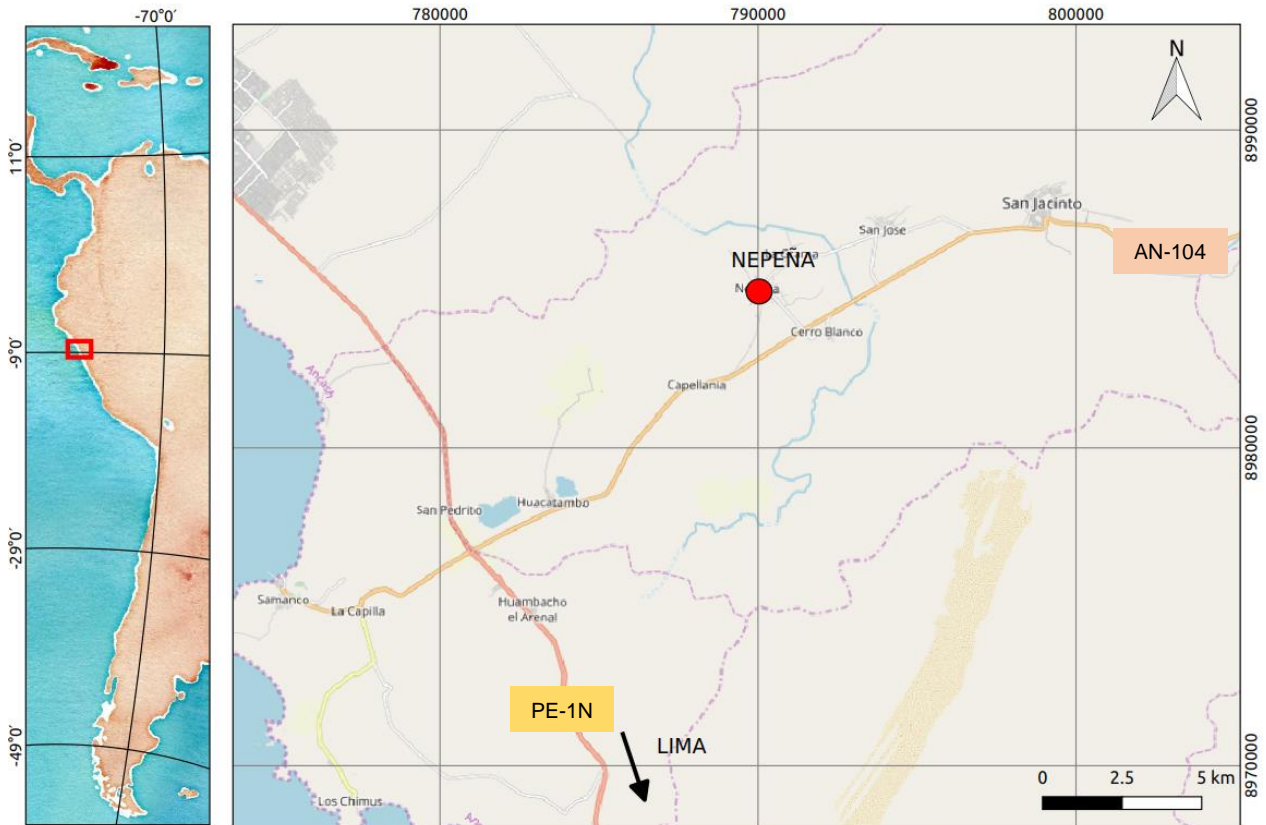 -70°0'
780000
790000
800000
N
11°0'
8990000
San Jacinto
San Jose
AN-104
NEPEÑA
Cerro Blanco
-9°0'
Ancash
Capellania
8980000
Huacatambo
San Pedrito
-29°0'
Samanco
La Capilla
Huambacho
el Arenal
PE-1N
LIMA
-49°0'
8970000
0
2.5
5 km
Los Chimus